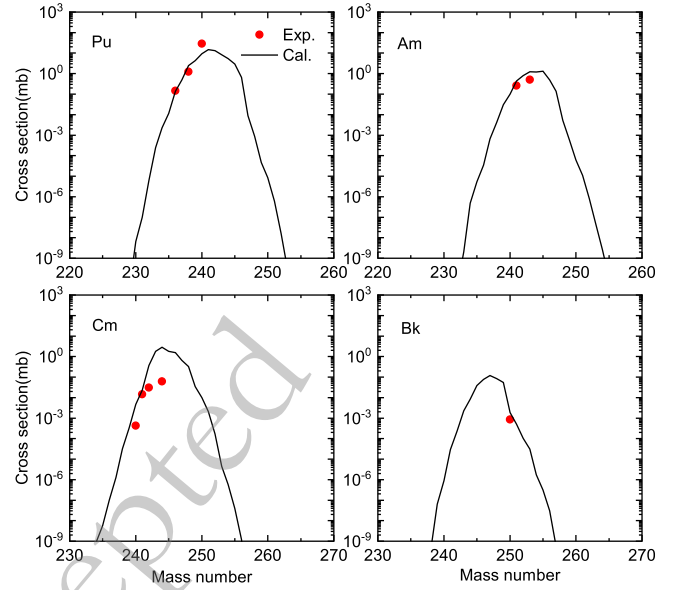 10³
10⁰
10⁻³
10⁻⁶
10⁻⁹
Cross section(mb)
Pu
Exp.
Cal.
220 230 240 250 260
10³
10⁰
10⁻³
10⁻⁶
10⁻⁹
Am
220 230 240 250 260
10³
10⁰
10⁻³
10⁻⁶
10⁻⁹
Cross section(mb)
Cm
230 240 250 260 270
Mass number
10³
10⁰
10⁻³
10⁻⁶
10⁻⁹
Bk
230 240 250 260 270
Mass number
epted